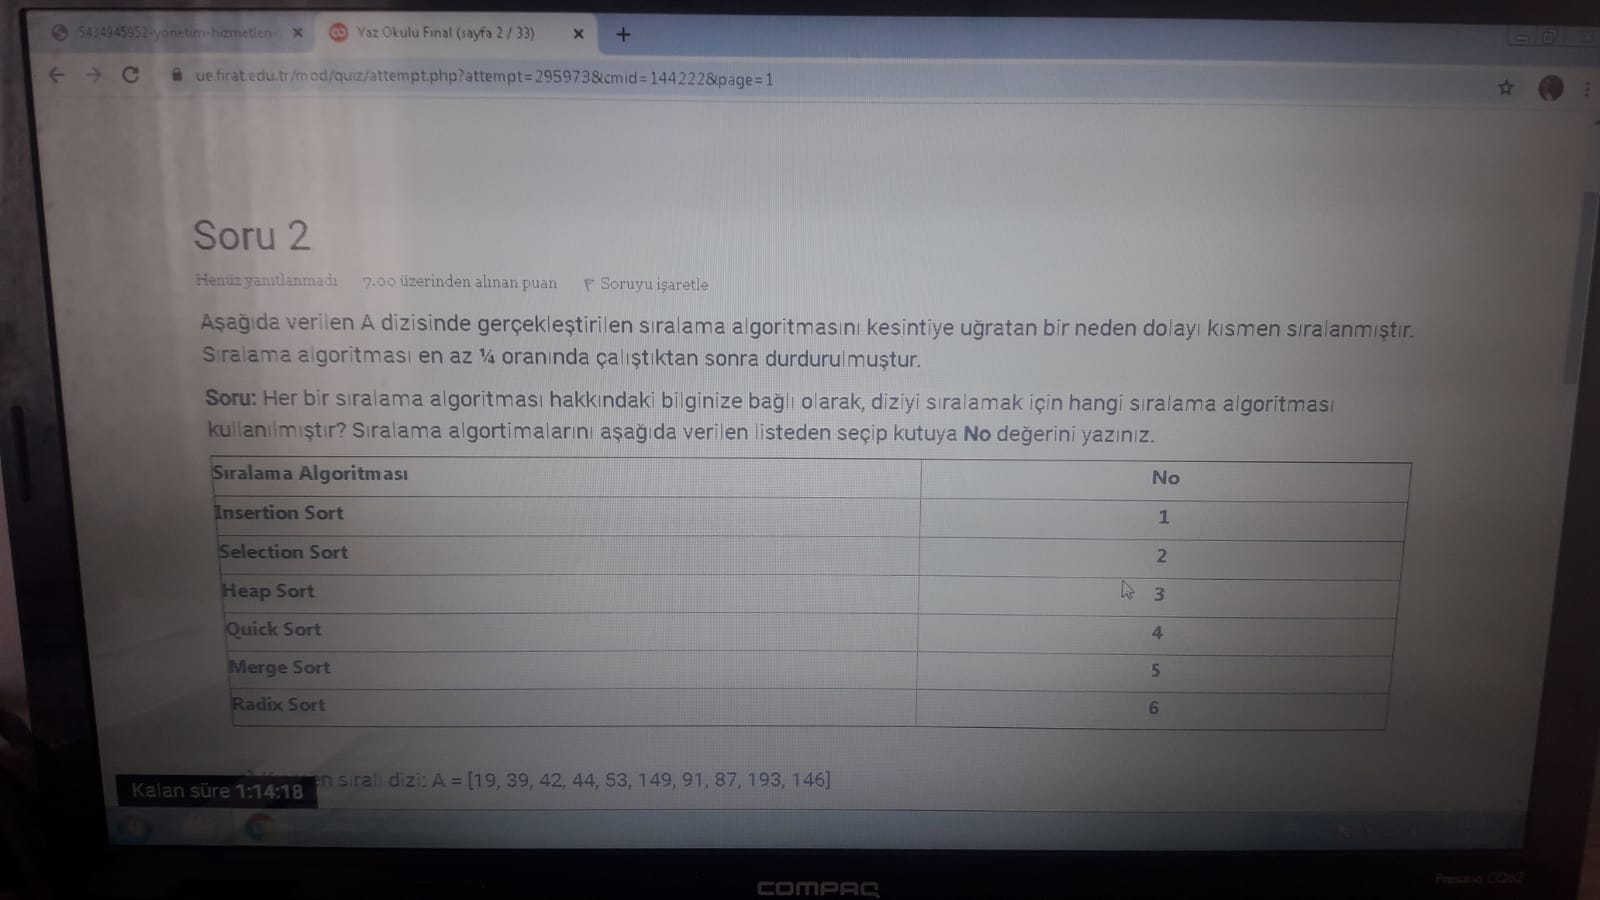 5434945952-yonetim-hizmetleri-
Yaz Okulu Final (sayfa 2 / 33)
ue.firat.edu.tr/mod/quiz/attempt.php?attempt=295973&cmid=144222&page=1
Soru 2
Henüz yanıtlanmadı 7.00 üzerinden alınan puan Soruyu işaretle
Aşağıda verilen A dizisinde gerçekleştirilen sıralama algoritmasını kesintiye uğratan bir neden dolayı kısmen sıralanmıştır.
Sıralama algoritması en az ¼ oranında çalıştıktan sonra durdurulmuştur.
Soru: Her bir sıralama algoritması hakkındaki bilginize bağlı olarak, diziyi sıralamak için hangi sıralama algoritması
kullanılmıştır? Sıralama algortimalarını aşağıda verilen listeden seçip kutuya No değerini yazınız.
Sıralama Algoritması No
Insertion Sort 1
Selection Sort 2
Heap Sort 3
Quick Sort 4
Merge Sort 5
Radix Sort 6
sıralı dizi: A = [19, 39, 42, 44, 53, 149, 91, 87, 193, 146]
Kalan süre 1:14:18
COMPAQ
Presario CQ62